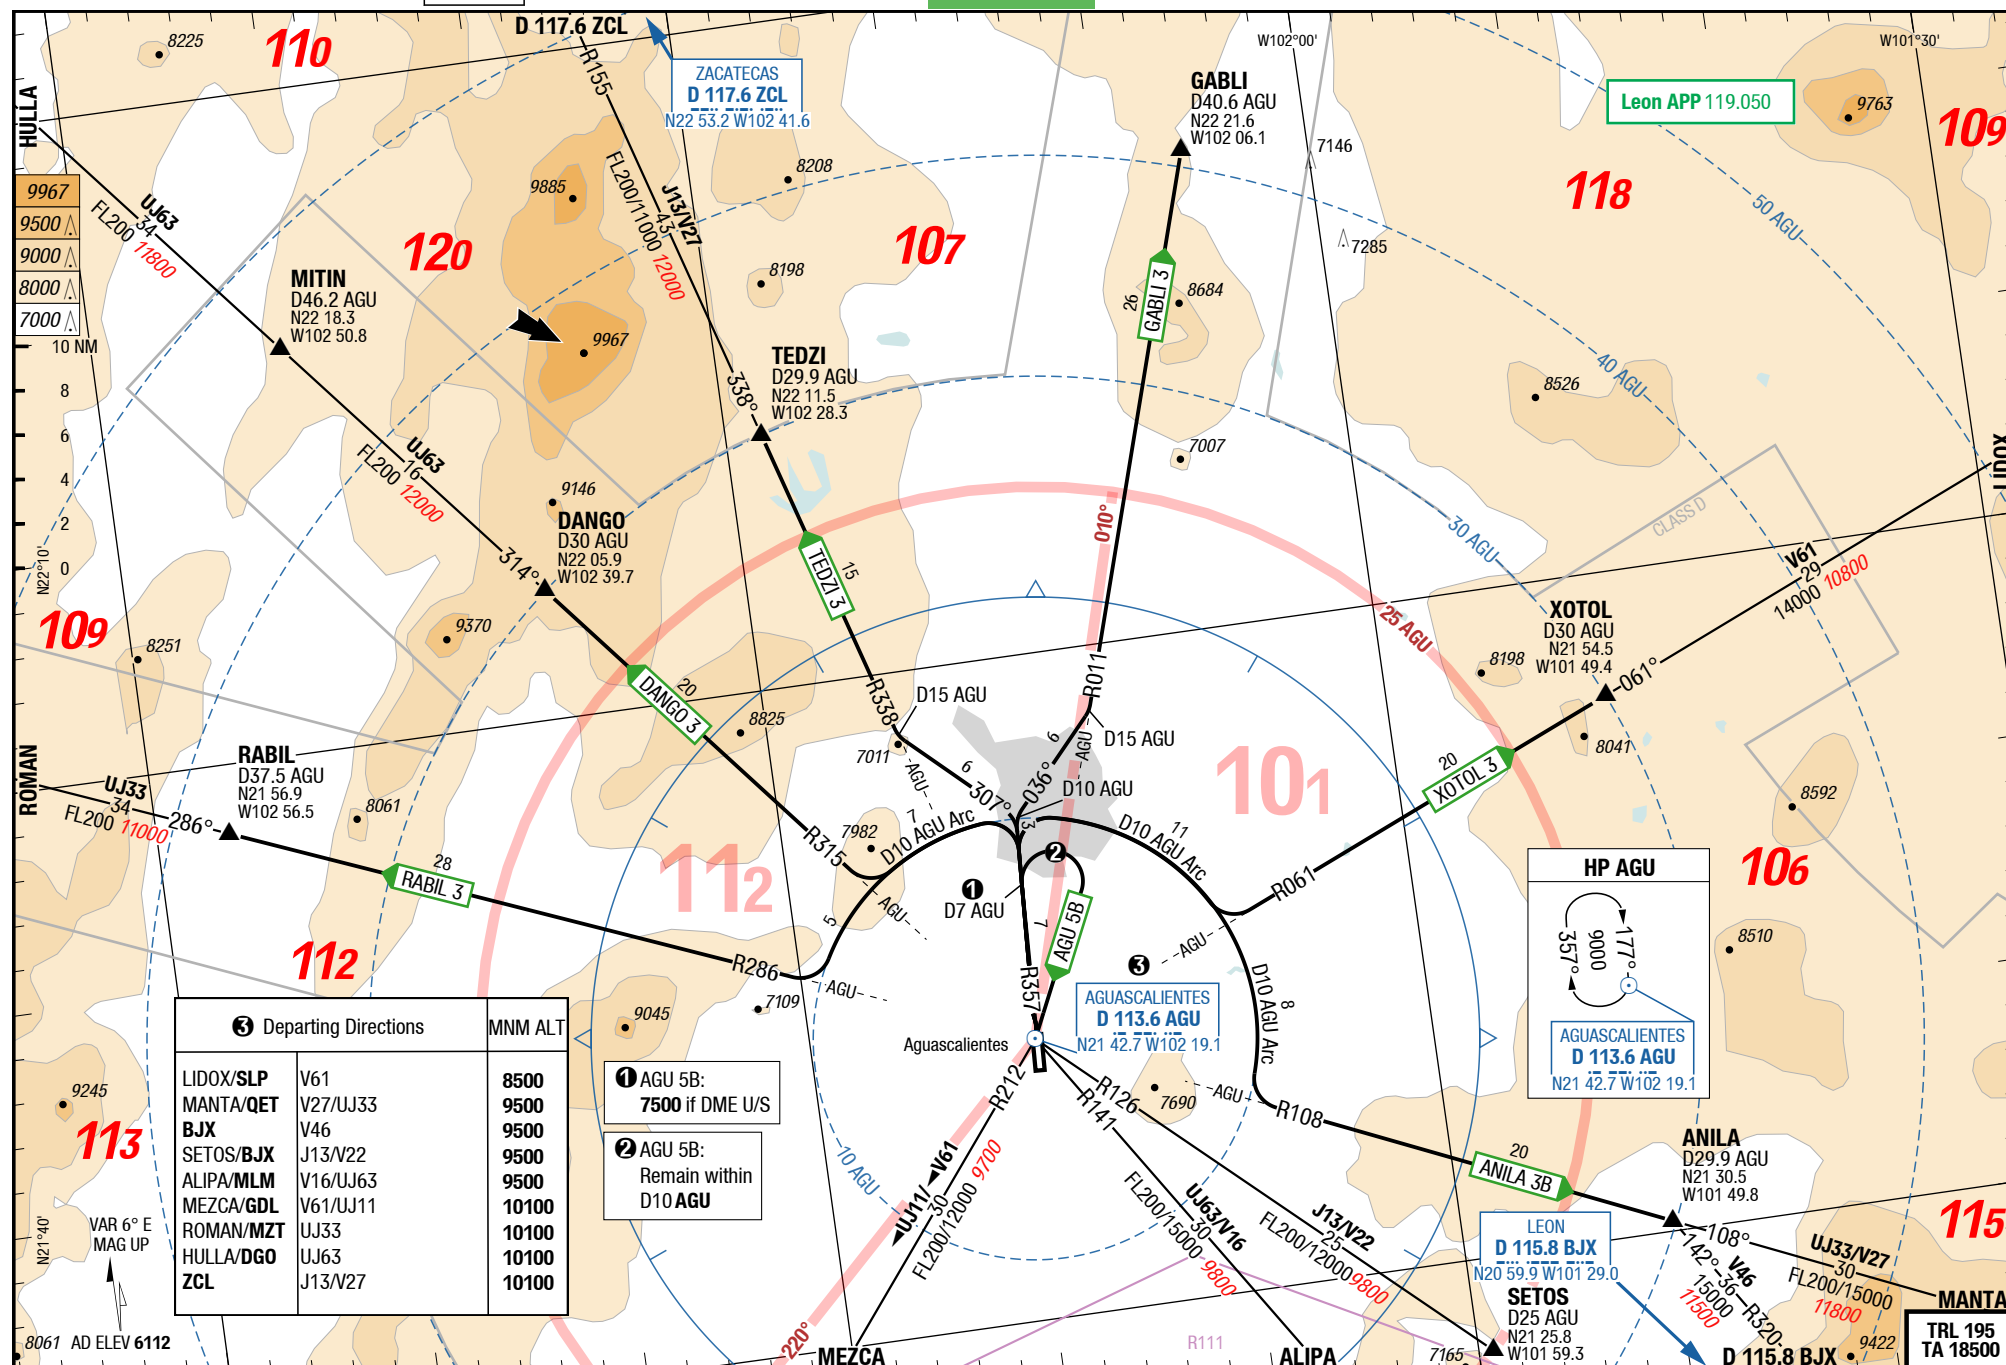 D 117.6 ZCL
8225
110
R155
ZACATECAS
D 117.6 ZCL
N22 53.2 W102 41.6
W102°00'
W101°30'
GABLI
D40.6 AGU
N22 21.6
W102 06.1
Leon APP 119.050
9763
109
HULLA
7146
118
8208
9885
9967
9500
9000
8000
7000
10 NM
8
6
4
2
0
UJ63
34
FL200 11800
120
J13/V27
43
FL200/11000 12000
107
50 AGU
7285
8198
MITIN
D46.2 AGU
N22 18.3
W102 50.8
9967
26
GABLI 3
8684
TEDZI
D29.9 AGU
N22 11.5
W102 28.3
338°
40 AGU
8526
UJ63
16
FL200 12000
7007
LIDOX
9146
DANGO
D30 AGU
N22 05.9
W102 39.7
314°
010°
30 AGU
CLASS D
N22°10'
TEDZI 3
15
V61
29
14000 10800
XOTOL
D30 AGU
N21 54.5
W101 49.4
109
9370
8251
25 AGU
8198
061°
DANGO 3
20
R338
R011
D15 AGU
8825
7011
AGU
6
307°
6
036°
AGU
D15 AGU
101
20
XOTOL 3
8041
ROMAN
RABIL
D37.5 AGU
N21 56.9
W102 56.5
UJ33
34
FL200 11000
286°
8061
D10 AGU
8592
R315
7982
7
D10 AGU Arc
3
11
D10 AGU Arc
28
RABIL 3
112
R061
106
HP AGU
177°
9000
357°
AGUASCALIENTES
D 113.6 AGU
N21 42.7 W102 19.1
❶
D7 AGU
❷
7
AGU 5B
AGU
5
AGU
8510
112
R286
AGU
❸
R357
D10 AGU Arc
8
AGUASCALIENTES
D 113.6 AGU
N21 42.7 W102 19.1
7109
9045
Aguascalientes
❸ Departing Directions MNM ALT
LIDOX/SLP V61 8500
MANTA/QET V27/UJ33 9500
BJX V46 9500
SETOS/BJX J13/V22 9500
ALIPA/MLM V16/UJ63 9500
MEZCA/GDL V61/UJ11 10100
ROMAN/MZT UJ33 10100
HULLA/DGO UJ63 10100
ZCL J13/V27 10100
❶ AGU 5B:
7500 if DME U/S
❷ AGU 5B:
Remain within
D10 AGU
9245
113
R212
R126
R141
7690
AGU
R108
20
ANILA 3B
ANILA
D29.9 AGU
N21 30.5
W101 49.8
10 AGU
UJ11/V61
30
FL200/12000 9700
UJ63/V16
30
FL200/15000 9800
J13/V22
25
FL200/12000 9800
LEON
D 115.8 BJX
N20 59.9 W101 29.0
108°
142°
V46
36
15000
11500
R320
UJ33/V27
30
FL200/15000
11800
115
N21°40'
VAR 6° E
MAG UP
8061
AD ELEV 6112
220°
MEZCA
R111
ALIPA
SETOS
D25 AGU
N21 25.8
W101 59.3
7165
D 115.8 BJX
9422
MANTA
TRL 195
TA 18500